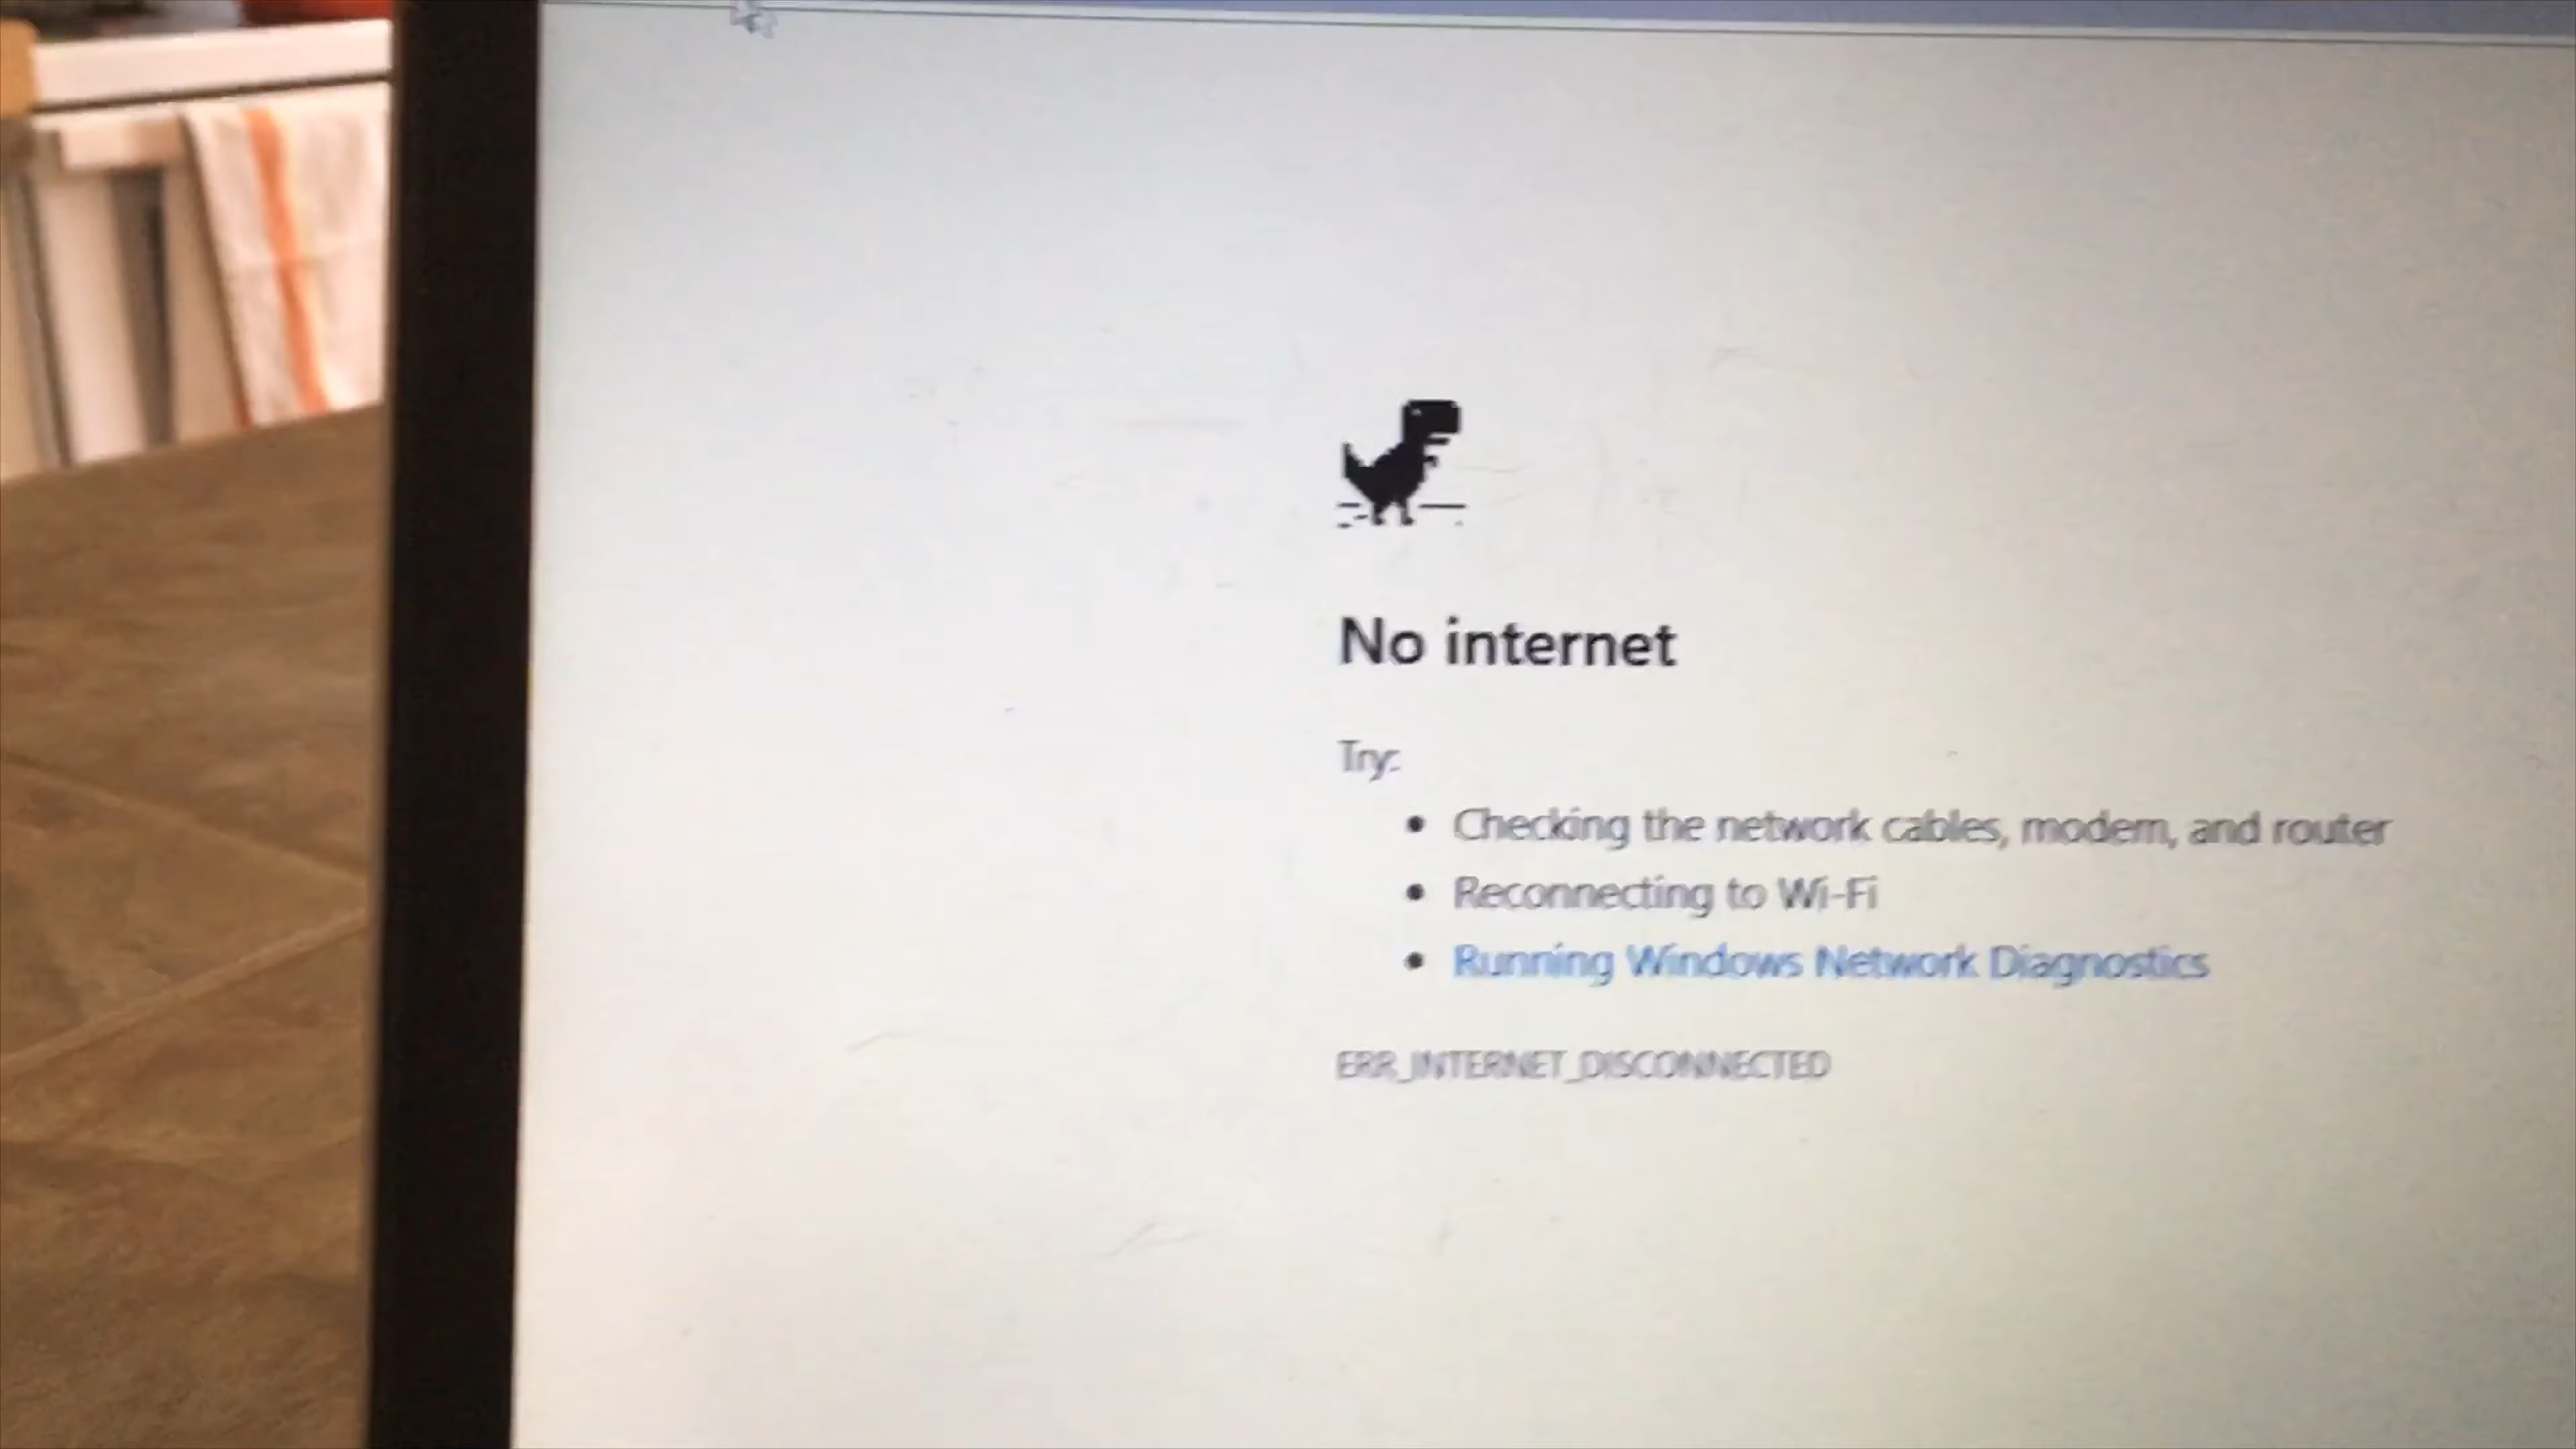 No internet
Try:
• Checking the network cables, modem, and router
• Reconnecting to Wi-Fi
• Running Windows Network Diagnostics
ERR_INTERNET_DISCONNECTED